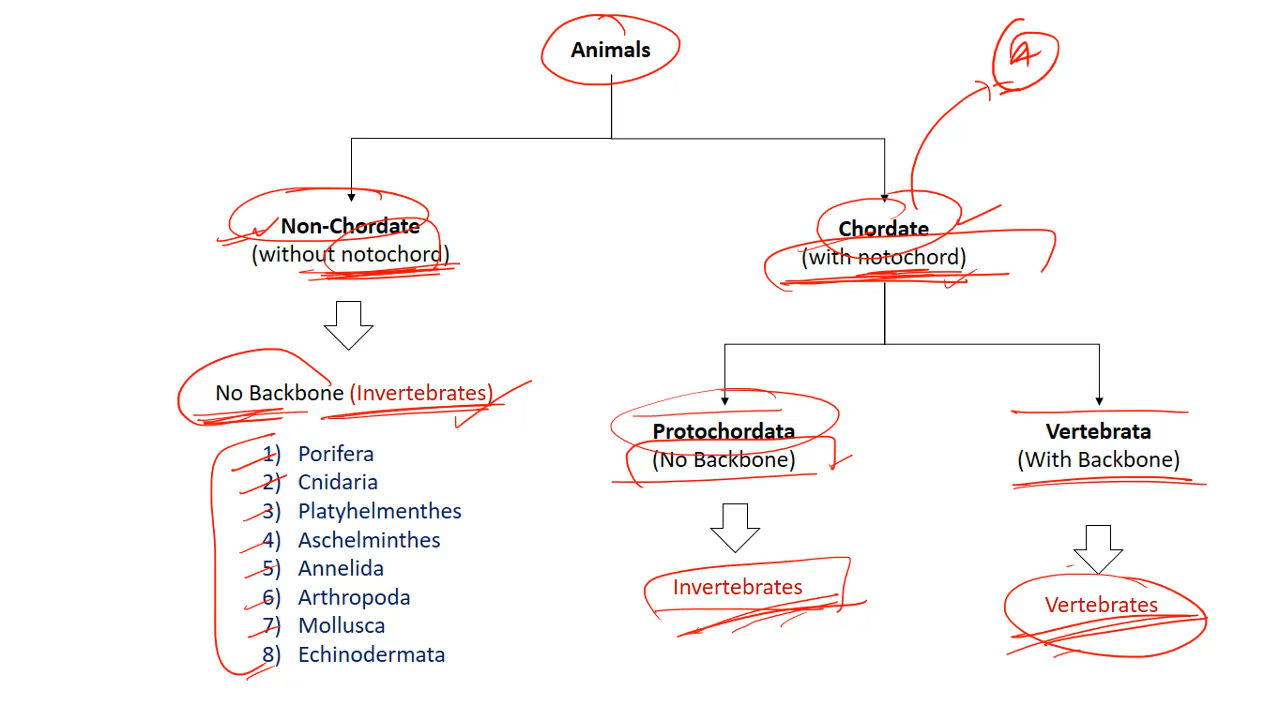 Animals
4
Non-Chordate
(without notochord)
Chordate
(with notochord)
No Backbone (Invertebrates)
1) Porifera
2) Cnidaria
3) Platyhelmenthes
4) Aschelminthes
5) Annelida
6) Arthropoda
7) Mollusca
8) Echinodermata
Protochordata
(No Backbone)
Invertebrates
Vertebrata
(With Backbone)
Vertebrates